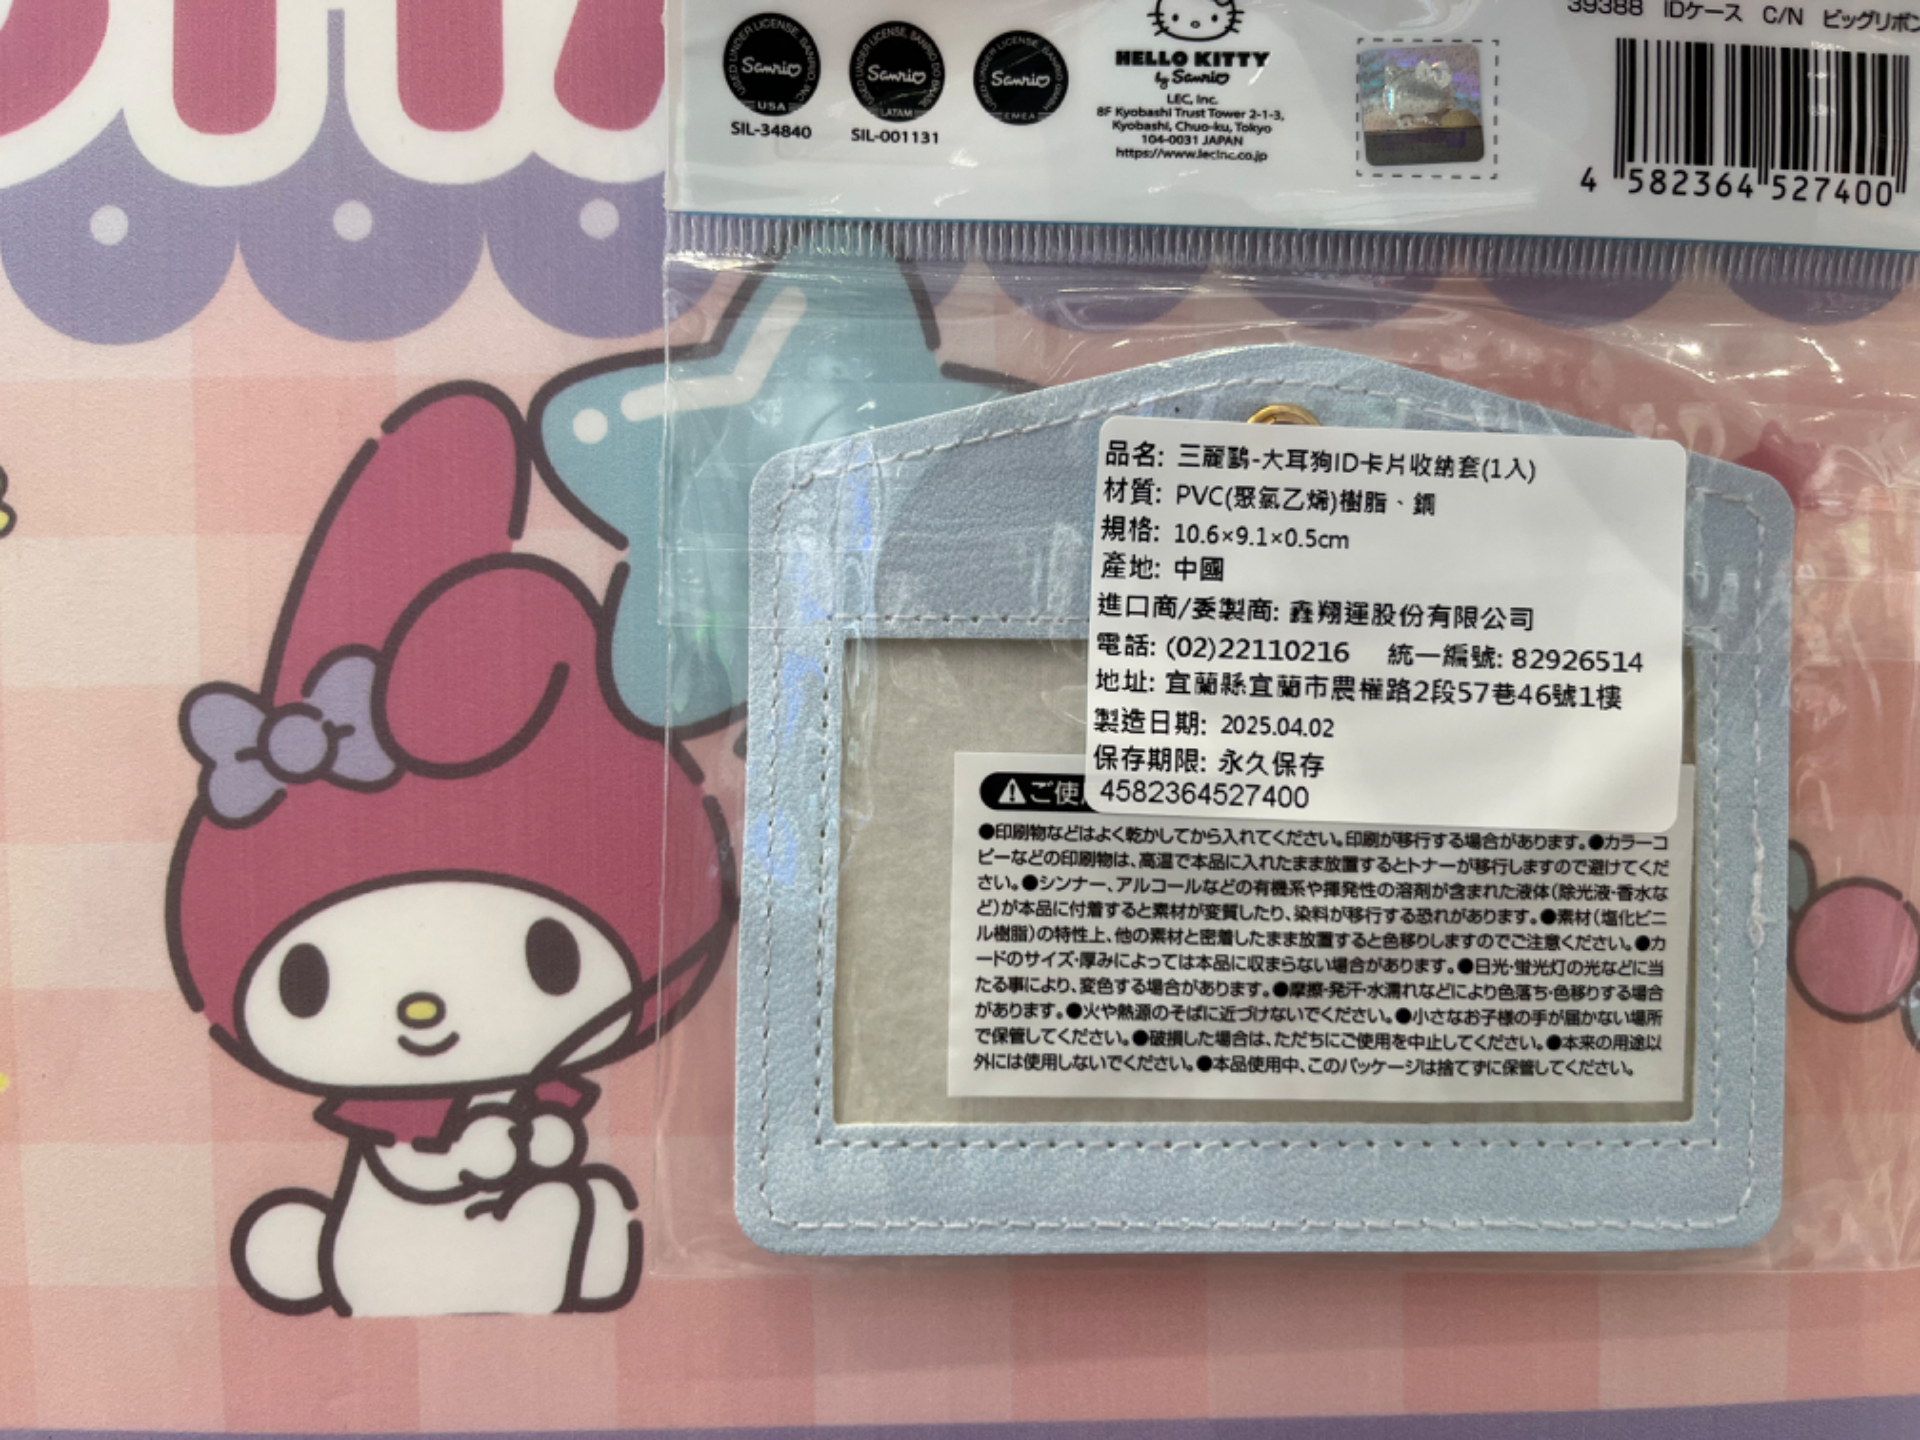 39388 IDケース C/N ビッグリボン
USED UNDER LICENSE, SANRIO, INC.
Sanrio
USA
SIL-34840
USED UNDER LICENSE, SANRIO DO BRASIL
Sanrio
LATAM
SIL-001131
USED UNDER LICENSE, SANRIO GMBH
Sanrio
EMEA
HELLO KITTY
by Sanrio
LEC, Inc.
8F Kyobashi Trust Tower 2-1-3,
Kyobashi, Chuo-ku, Tokyo
104-0031 JAPAN
https://www.lecinc.co.jp
4 582364 527400
品名: 三麗鷗-大耳狗ID卡片收納套(1入)
材質: PVC(聚氯乙烯)樹脂、鋼
規格: 10.6×9.1×0.5cm
產地: 中國
進口商/委製商: 鑫翔運股份有限公司
電話: (02)22110216 統一編號: 82926514
地址: 宜蘭縣宜蘭市農權路2段57巷46號1樓
製造日期: 2025.04.02
保存期限: 永久保存
4582364527400
ご使
●印刷物などはよく乾かしてから入れてください。印刷が移行する場合があります。●カラーコ
ピーなどの印刷物は、高温で本品に入れたまま放置するとトナーが移行しますので避けてくだ
さい。●シンナー、アルコールなどの有機系や揮発性の溶剤が含まれた液体(除光液・香水な
ど)が本品に付着すると素材が変質したり、染料が移行する恐れがあります。●素材(塩化ビニ
ル樹脂)の特性上、他の素材と密着したまま放置すると色移りしますのでご注意ください。●カ
ードのサイズ・厚みによっては本品に収まらない場合があります。●日光・蛍光灯の光などに当
たる事により、変色する場合があります。●摩擦・発汗・水濡れなどにより色落ち・色移りする場合
があります。●火や熱源のそばに近づけないでください。●小さなお子様の手が届かない場所
で保管してください。●破損した場合は、ただちにご使用を中止してください。●本来の用途以
外には使用しないでください。●本品使用中、このパッケージは捨てずに保管してください。